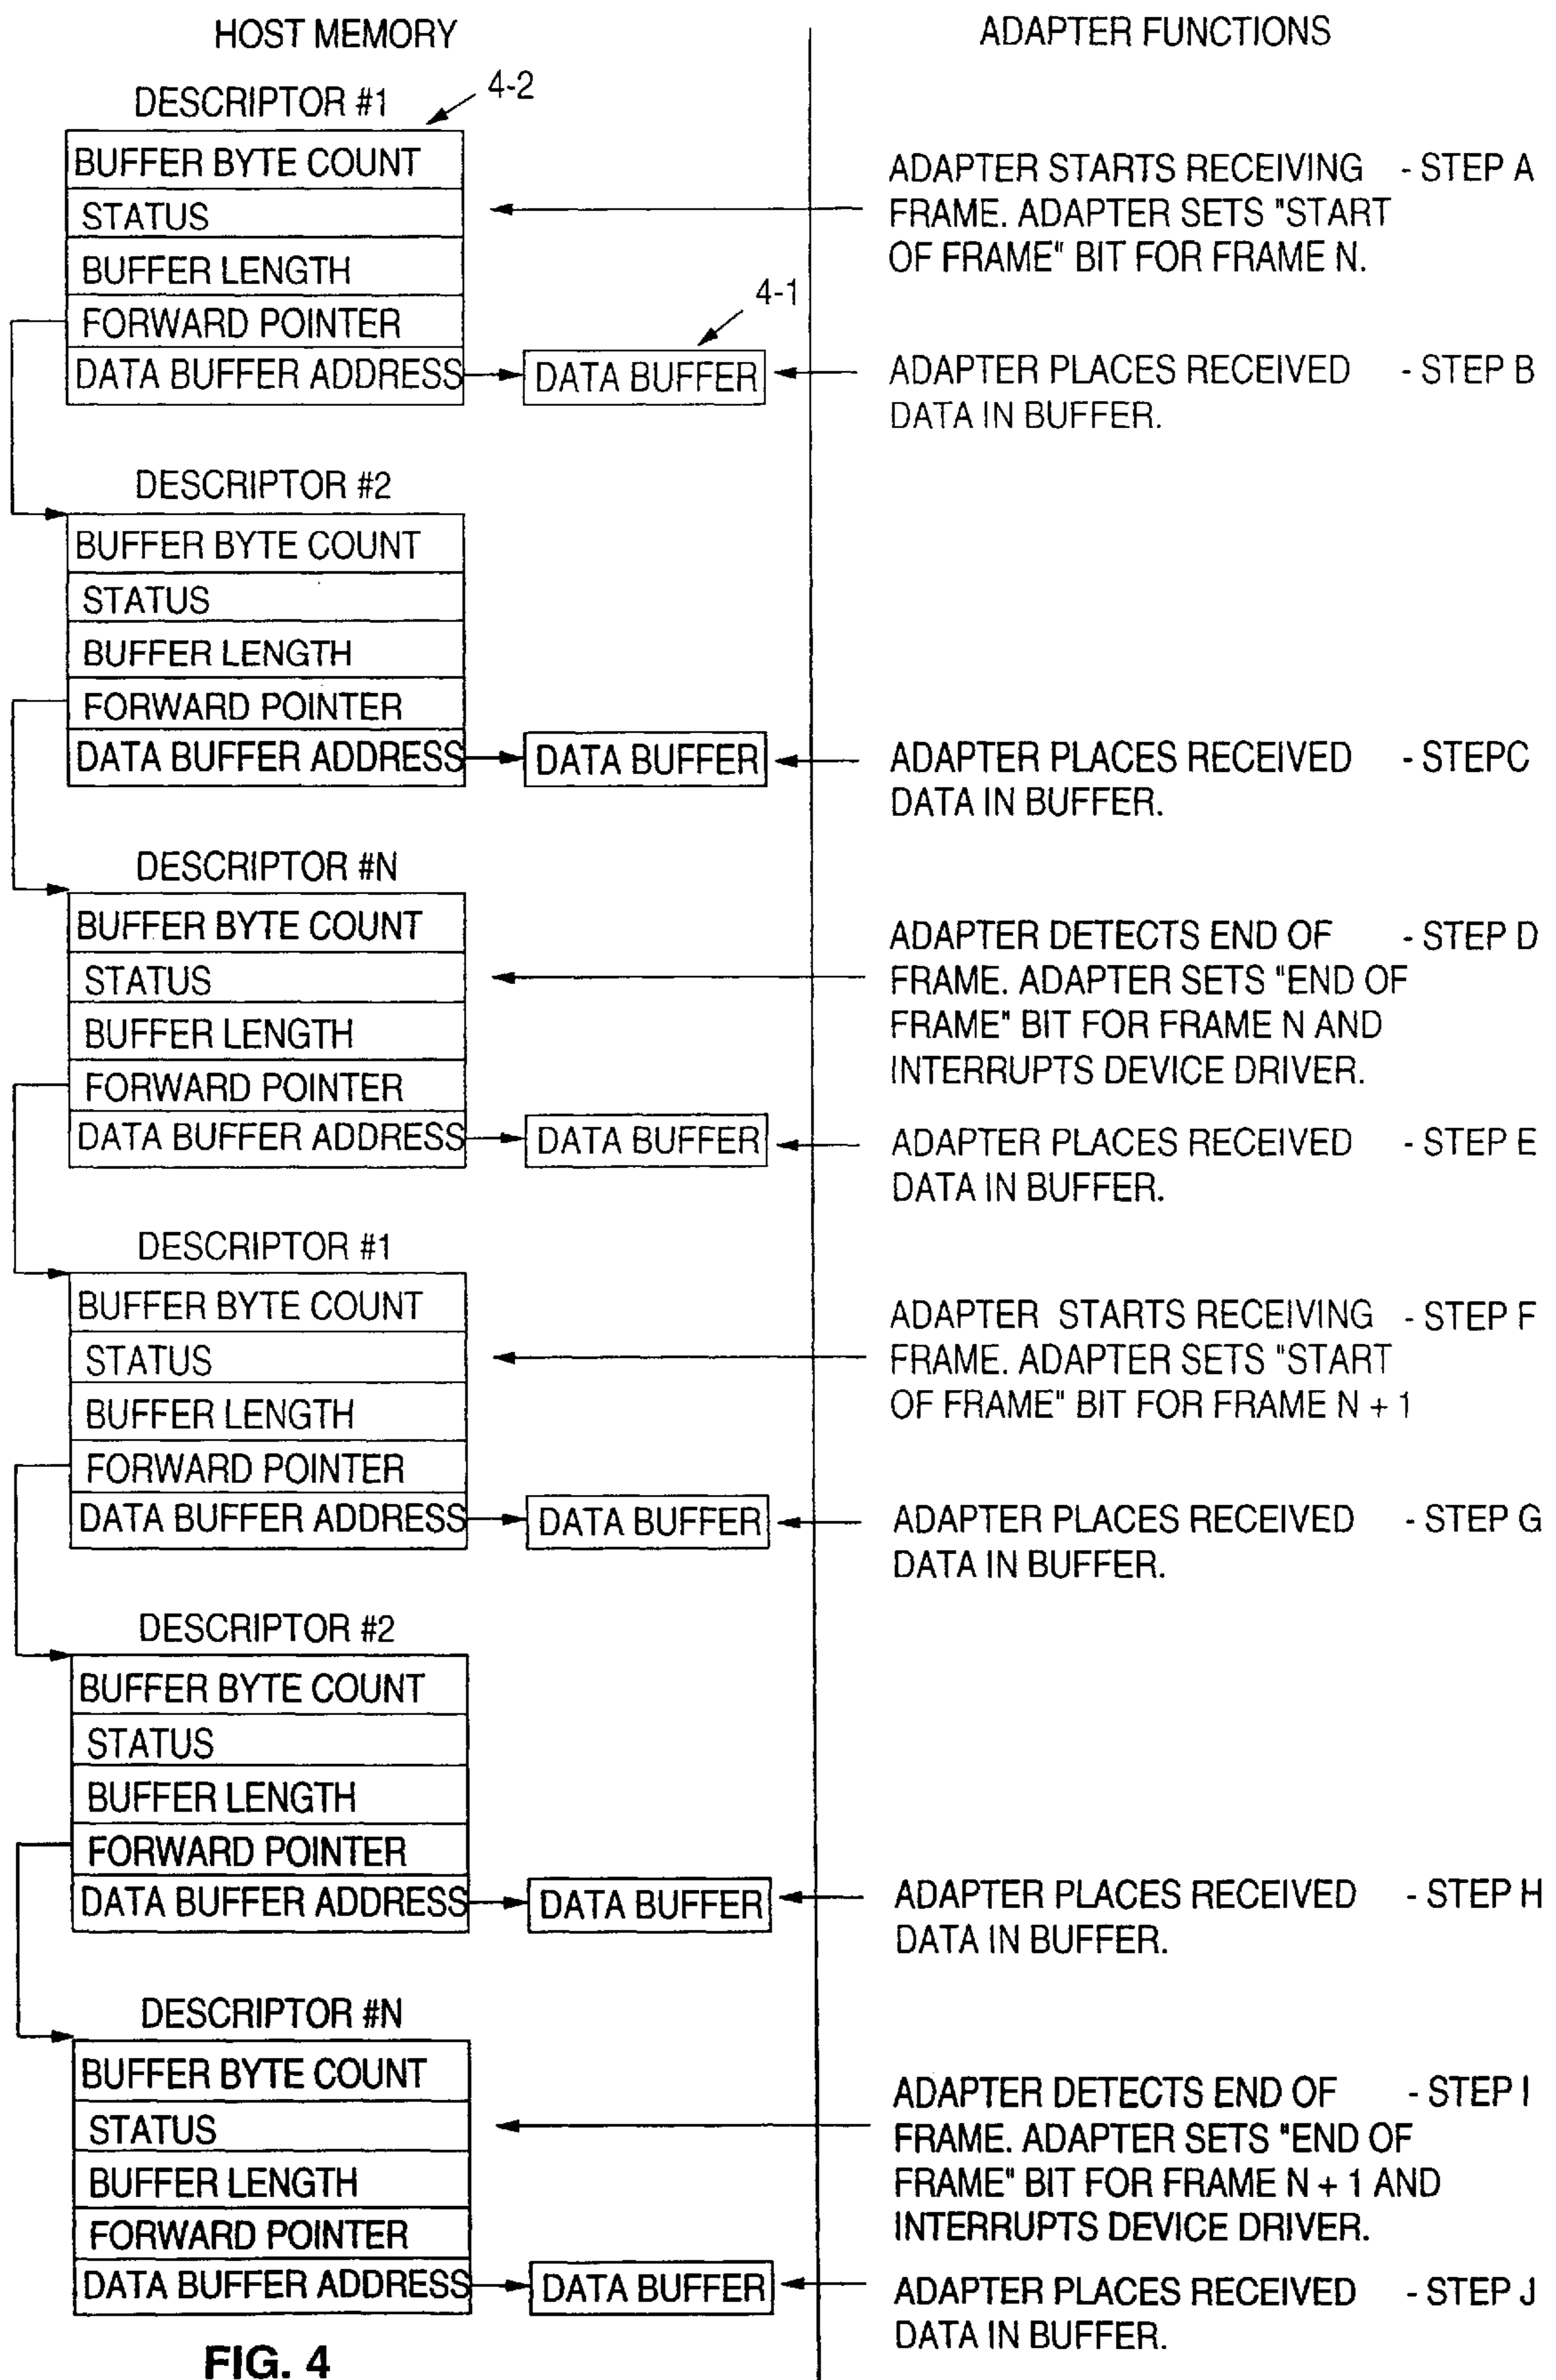 HOST MEMORY
ADAPTER FUNCTIONS
DESCRIPTOR #1
4-2
BUFFER BYTE COUNT
STATUS
BUFFER LENGTH
FORWARD POINTER
DATA BUFFER ADDRESS
4-1
DATA BUFFER
ADAPTER STARTS RECEIVING - STEP A
FRAME. ADAPTER SETS "START
OF FRAME" BIT FOR FRAME N.
ADAPTER PLACES RECEIVED - STEP B
DATA IN BUFFER.
DESCRIPTOR #2
BUFFER BYTE COUNT
STATUS
BUFFER LENGTH
FORWARD POINTER
DATA BUFFER ADDRESS
DATA BUFFER
ADAPTER PLACES RECEIVED - STEPC
DATA IN BUFFER.
DESCRIPTOR #N
BUFFER BYTE COUNT
STATUS
BUFFER LENGTH
FORWARD POINTER
DATA BUFFER ADDRESS
DATA BUFFER
ADAPTER DETECTS END OF - STEP D
FRAME. ADAPTER SETS "END OF
FRAME" BIT FOR FRAME N AND
INTERRUPTS DEVICE DRIVER.
ADAPTER PLACES RECEIVED - STEP E
DATA IN BUFFER.
DESCRIPTOR #1
BUFFER BYTE COUNT
STATUS
BUFFER LENGTH
FORWARD POINTER
DATA BUFFER ADDRESS
DATA BUFFER
ADAPTER STARTS RECEIVING - STEP F
FRAME. ADAPTER SETS "START
OF FRAME" BIT FOR FRAME N + 1
ADAPTER PLACES RECEIVED - STEP G
DATA IN BUFFER.
DESCRIPTOR #2
BUFFER BYTE COUNT
STATUS
BUFFER LENGTH
FORWARD POINTER
DATA BUFFER ADDRESS
DATA BUFFER
ADAPTER PLACES RECEIVED - STEP H
DATA IN BUFFER.
DESCRIPTOR #N
BUFFER BYTE COUNT
STATUS
BUFFER LENGTH
FORWARD POINTER
DATA BUFFER ADDRESS
DATA BUFFER
ADAPTER DETECTS END OF - STEP I
FRAME. ADAPTER SETS "END OF
FRAME" BIT FOR FRAME N + 1 AND
INTERRUPTS DEVICE DRIVER.
ADAPTER PLACES RECEIVED - STEP J
DATA IN BUFFER.
FIG. 4